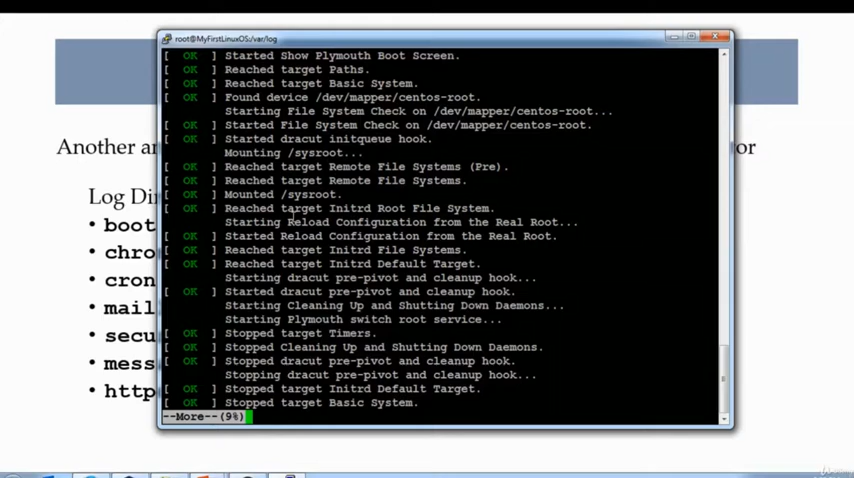 root@MyFirstLinuxOS:/var/log
[ OK ] Started Show Plymouth Boot Screen.
[ OK ] Reached target Paths.
[ OK ] Reached target Basic System.
[ OK ] Found device /dev/mapper/centos-root.
Starting File System Check on /dev/mapper/centos-root...
[ OK ] Started File System Check on /dev/mapper/centos-root.
[ OK ] Started dracut initqueue hook.
Mounting /sysroot...
[ OK ] Reached target Remote File Systems (Pre).
[ OK ] Reached target Remote File Systems.
[ OK ] Mounted /sysroot.
[ OK ] Reached target Initrd Root File System.
Starting Reload Configuration from the Real Root...
[ OK ] Started Reload Configuration from the Real Root.
[ OK ] Reached target Initrd File Systems.
[ OK ] Reached target Initrd Default Target.
Starting dracut pre-pivot and cleanup hook...
[ OK ] Started dracut pre-pivot and cleanup hook.
Starting Cleaning Up and Shutting Down Daemons...
Starting Plymouth switch root service...
[ OK ] Stopped target Timers.
[ OK ] Stopped Cleaning Up and Shutting Down Daemons.
[ OK ] Stopped dracut pre-pivot and cleanup hook.
Stopping dracut pre-pivot and cleanup hook...
[ OK ] Stopped target Initrd Default Target.
[ OK ] Stopped target Basic System.
--More--(9%)
Another a
or
Log Di
• boot
• chro
• cron
• mail
• secu
• mess
• http